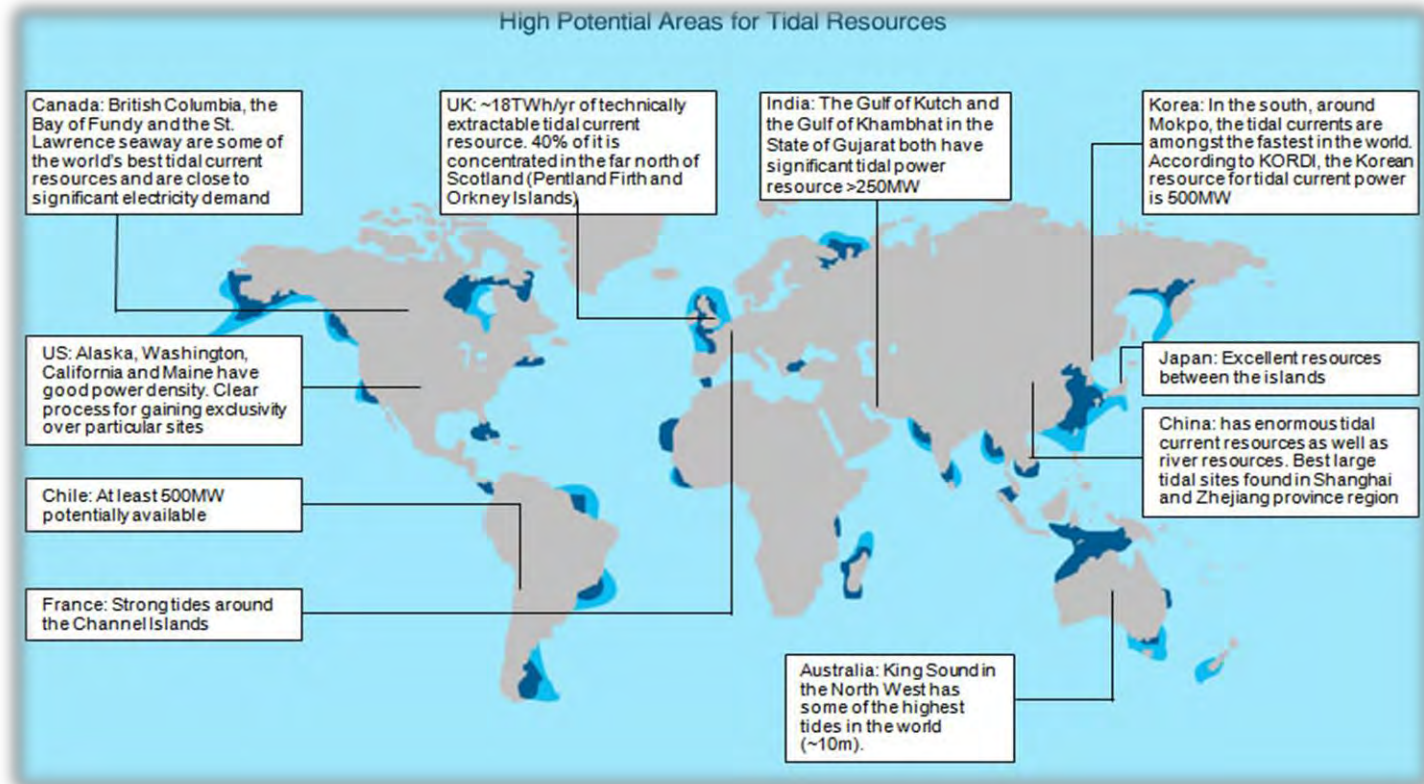 High Potential Areas for Tidal Resources
Canada: British Columbia, the
Bay of Fundy and the St.
Lawrence seaway are some of
the world's best tidal current
resources and are close to
significant electricity demand
UK: ~18TWh/yr of technically
extractable tidal current
resource. 40% of it is
concentrated in the far north of
Scotland (Pentland Firth and
Orkney Islands)
India: The Gulf of Kutch and
the Gulf of Khambhat in the
State of Gujarat both have
significant tidal power
resource >250MW
Korea: In the south, around
Mokpo, the tidal currents are
amongst the fastest in the world.
According to KORDI, the Korean
resource for tidal current power
is 500MW
US: Alaska, Washington,
California and Maine have
good power density. Clear
process for gaining exclusivity
over particular sites
Japan: Excellent resources
between the islands
China: has enormous tidal
current resources as well as
river resources. Best large
tidal sites found in Shanghai
and Zhejiang province region
Chile: At least 500MW
potentially available
France: Strong tides around
the Channel Islands
Australia: King Sound in
the North West has
some of the highest
tides in the world
(~10m).